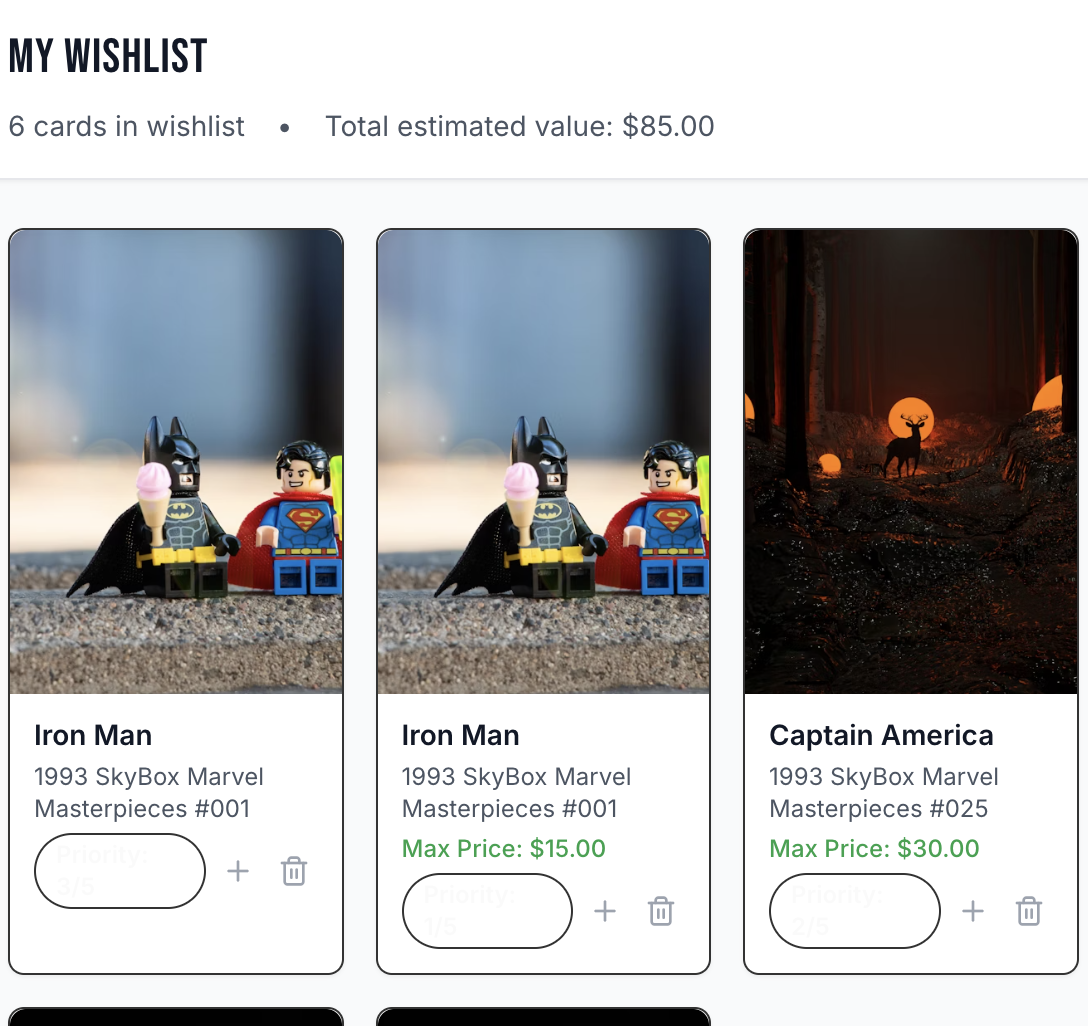 MY WISHLIST
6 cards in wishlist • Total estimated value: $85.00
Iron Man
1993 SkyBox Marvel
Masterpieces #001
Priority:
3/5
Iron Man
1993 SkyBox Marvel
Masterpieces #001
Max Price: $15.00
Priority:
1/5
Captain America
1993 SkyBox Marvel
Masterpieces #025
Max Price: $30.00
Priority:
2/5